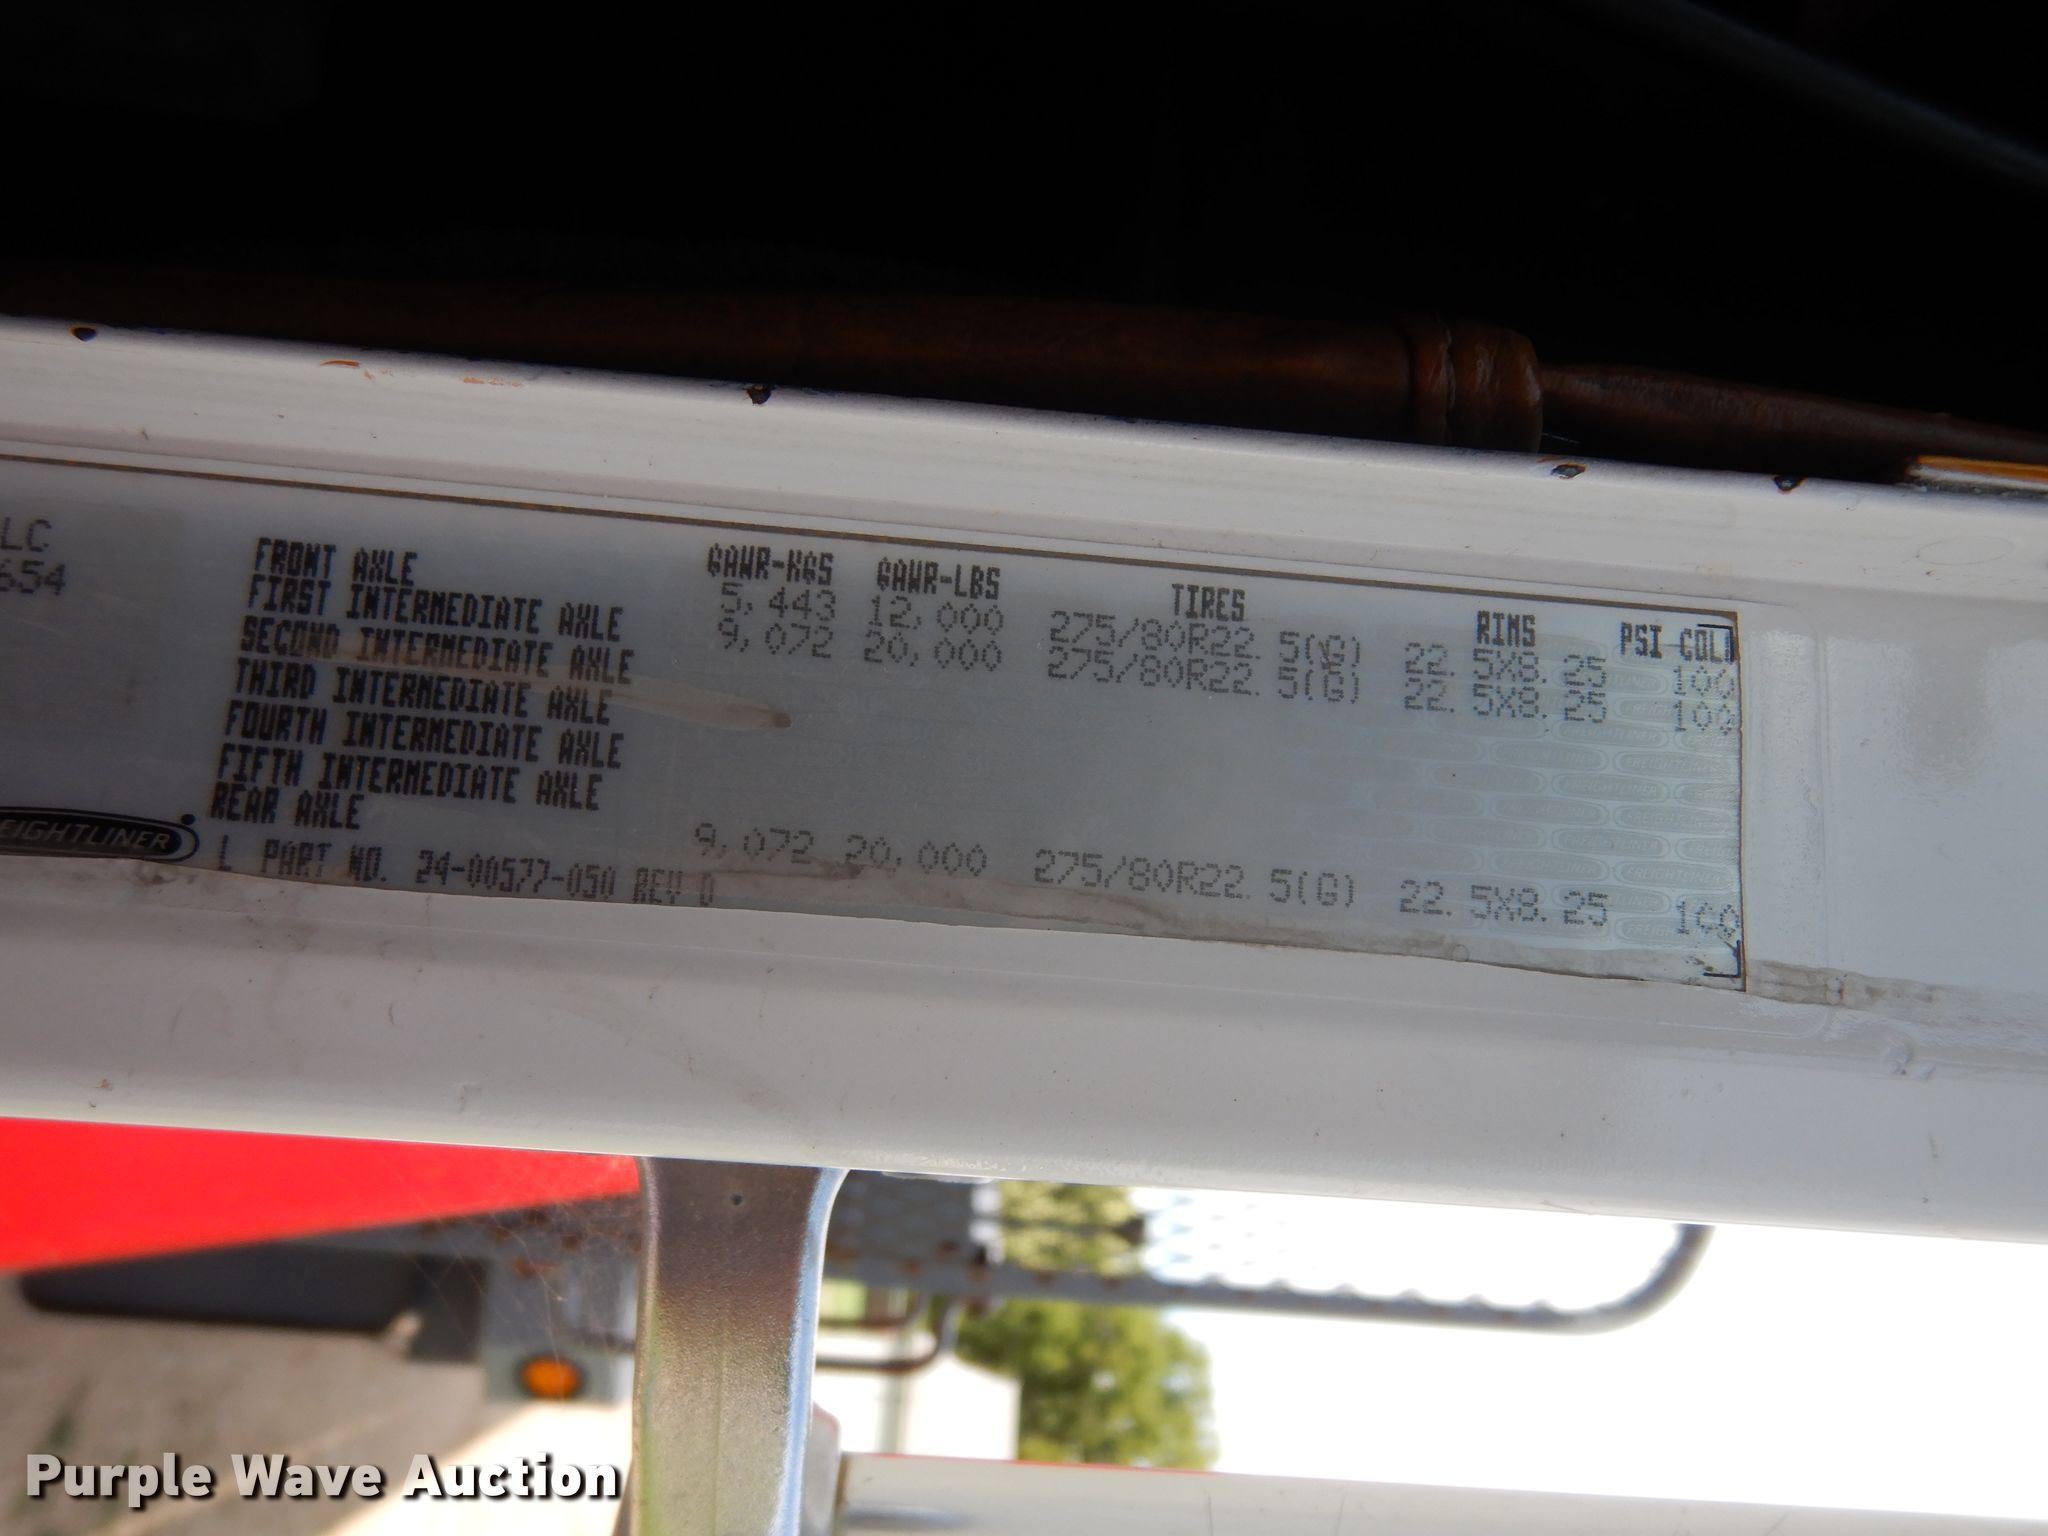 LC
654
GAWR-KGS GAWR-LBS TIRES RIMS PSI-COLD
FRONT AXLE 5,443 12,000 275/80R22.5(G) 22.5X8.25 100
FIRST INTERMEDIATE AXLE 9,072 20,000 275/80R22.5(G) 22.5X8.25 100
SECOND INTERMEDIATE AXLE
THIRD INTERMEDIATE AXLE
FOURTH INTERMEDIATE AXLE
FIFTH INTERMEDIATE AXLE
REAR AXLE 9,072 20,000 275/80R22.5(G) 22.5X8.25 100
EIGHTLINER
L PART NO. 24-00577-050 REV D
Purple Wave Auction